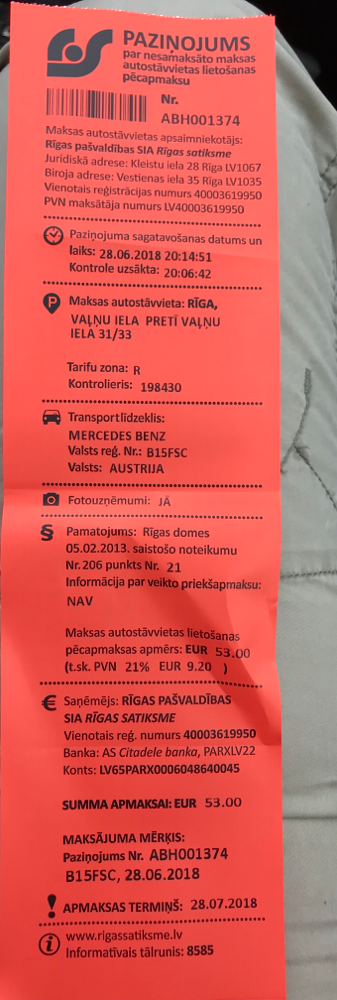 PAZIŅOJUMS
par nesamaksāto maksas
autostāvvietas lietošanas
pēcapmaksu
Nr.
ABH001374
Maksas autostāvvietas apsaimniekotājs:
Rīgas pašvaldības SIA Rīgas satiksme
Juridiskā adrese: Kleistu iela 28 Rīga LV1067
Biroja adrese: Vestienas iela 35 Rīga LV1035
Vienotais reģistrācijas numurs 40003619950
PVN maksātāja numurs LV40003619950
Paziņojuma sagatavošanas datums un
laiks: 28.06.2018 20:14:51
Kontrole uzsākta: 20:06:42
Maksas autostāvvieta: RĪGA,
VAĻŅU IELA PRETĪ VAĻŅU
IELA 31/33
Tarifu zona: R
Kontrolieris: 198430
Transportlīdzeklis:
MERCEDES BENZ
Valsts reģ. Nr.: B15FSC
Valsts: AUSTRIJA
Fotouzņēmumi: JĀ
§ Pamatojums: Rīgas domes
05.02.2013. saistošo noteikumu
Nr.206 punkts Nr. 21
Informācija par veikto priekšapmaksu:
NAV
Maksas autostāvvietas lietošanas
pēcapmaksas apmērs: EUR 53.00
(t.sk. PVN 21% EUR 9.20 )
€ Saņēmējs: RĪGAS PAŠVALDĪBAS
SIA RĪGAS SATIKSME
Vienotais reģ. numurs 40003619950
Banka: AS Citadele banka, PARXLV22
Konts: LV65PARX0006048640045
SUMMA APMAKSAI: EUR 53.00
MAKSĀJUMA MĒRĶIS:
Paziņojums Nr. ABH001374
B15FSC, 28.06.2018
! APMAKSAS TERMIŅŠ: 28.07.2018
www.rigassatiksme.lv
Informatīvais tālrunis: 8585